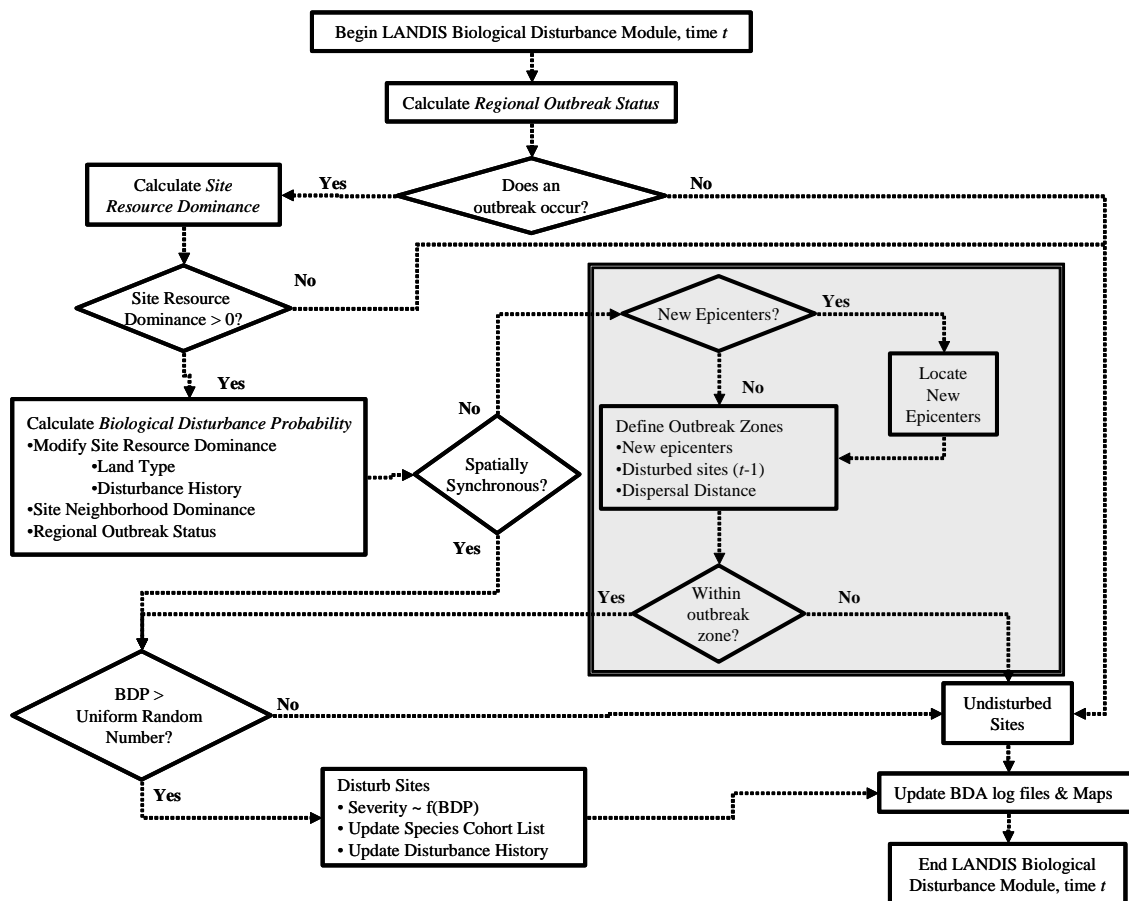 Begin LANDIS Biological Disturbance Module, time t
Calculate Regional Outbreak Status
Does an
outbreak occur?
Yes
No
Calculate Site
Resource Dominance
Site Resource
Dominance > 0?
No
Yes
Calculate Biological Disturbance Probability
•Modify Site Resource Dominance
•Land Type
•Disturbance History
•Site Neighborhood Dominance
•Regional Outbreak Status
Spatially
Synchronous?
No
Yes
New Epicenters?
Yes
No
Locate
New
Epicenters
Define Outbreak Zones
•New epicenters
•Disturbed sites (t-1)
•Dispersal Distance
Within
outbreak
zone?
Yes
No
BDP >
Uniform Random
Number?
No
Yes
Undisturbed
Sites
Disturb Sites
• Severity ~ f(BDP)
• Update Species Cohort List
• Update Disturbance History
Update BDA log files & Maps
End LANDIS Biological
Disturbance Module, time t